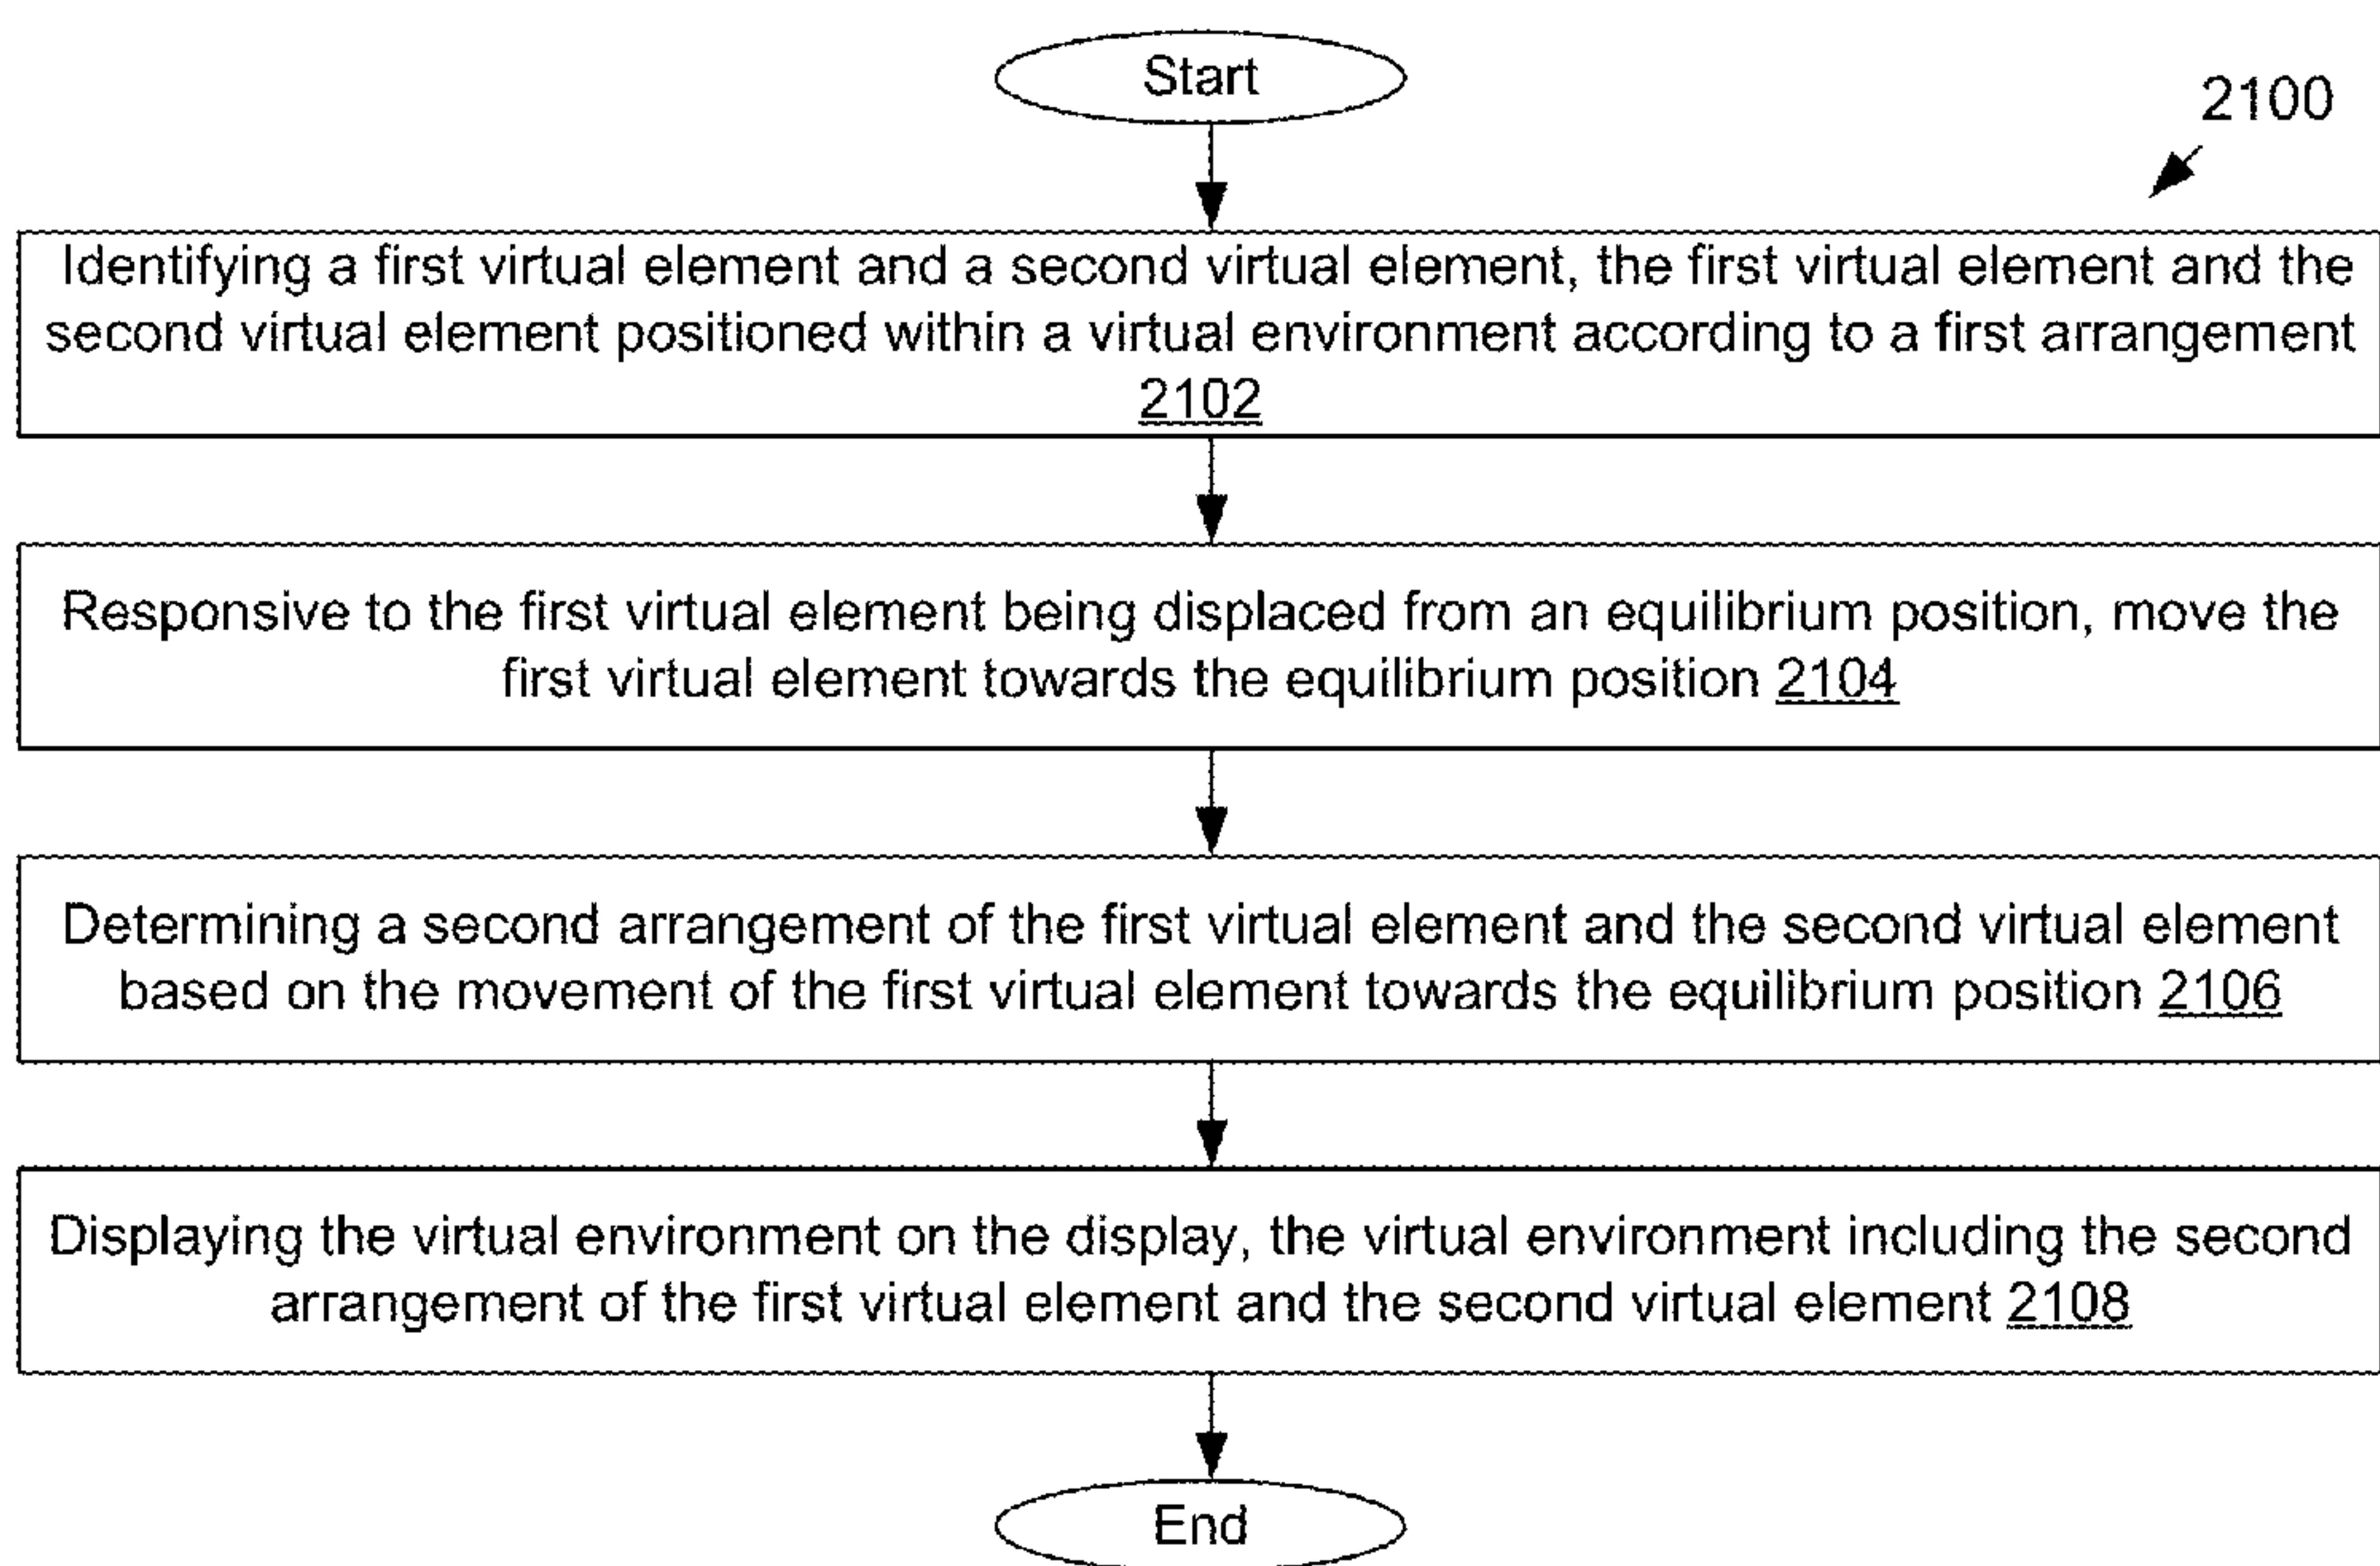 Start
2100
Identifying a first virtual element and a second virtual element, the first virtual element and the
second virtual element positioned within a virtual environment according to a first arrangement
2102
Responsive to the first virtual element being displaced from an equilibrium position, move the
first virtual element towards the equilibrium position 2104
Determining a second arrangement of the first virtual element and the second virtual element
based on the movement of the first virtual element towards the equilibrium position 2106
Displaying the virtual environment on the display, the virtual environment including the second
arrangement of the first virtual element and the second virtual element 2108
End